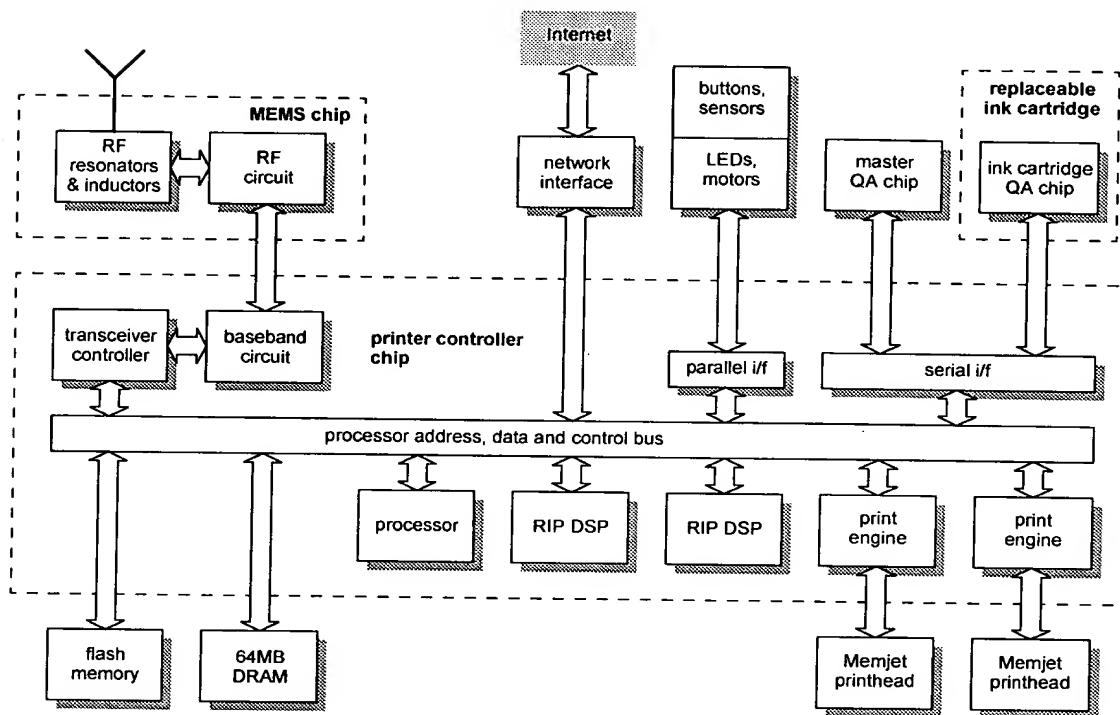 Internet
MEMS chip
RF
resonators
& inductors
RF
circuit
network
interface
buttons,
sensors
LEDs,
motors
master
QA chip
replaceable
ink cartridge
ink cartridge
QA chip
transceiver
controller
baseband
circuit
printer controller
chip
parallel i/f
serial i/f
processor address, data and control bus
processor
RIP DSP
RIP DSP
print
engine
print
engine
flash
memory
64MB
DRAM
Memjet
printhead
Memjet
printhead